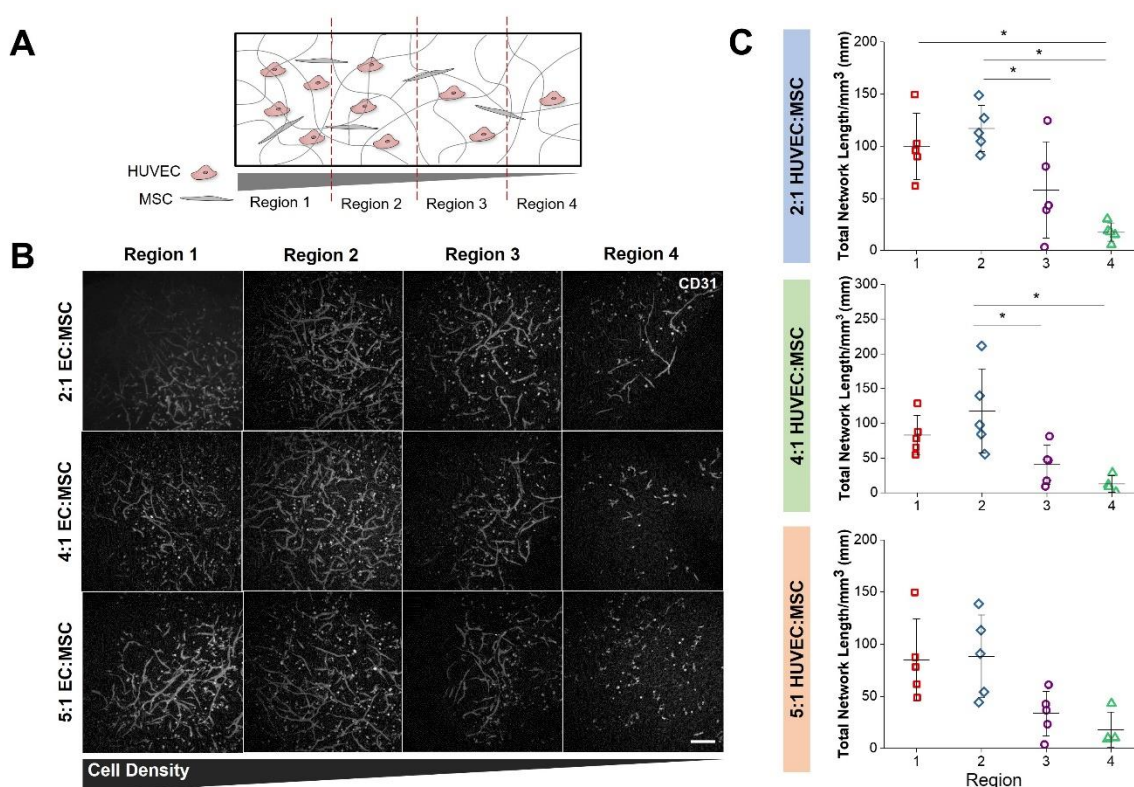 A
HUVEC
MSC
Region 1
Region 2
Region 3
Region 4
B
Region 1
Region 2
Region 3
Region 4
CD31
2:1 EC:MSC
4:1 EC:MSC
5:1 EC:MSC
Cell Density
C
2:1 HUVEC:MSC
Total Network Length/mm³ (mm)
200
150
100
50
0
1 2 3 4
*
*
*
4:1 HUVEC:MSC
Total Network Length/mm³ (mm)
300
250
200
150
100
50
0
1 2 3 4
*
*
5:1 HUVEC:MSC
Total Network Length/mm³ (mm)
200
150
100
50
0
1 2 3 4
Region